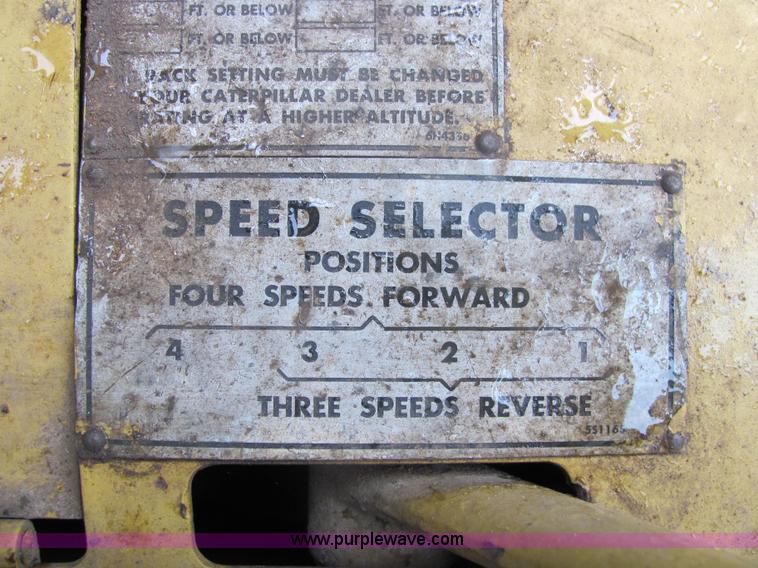 FT. OR BELOW FT. OR BELOW
FT. OR BELOW FT. OR BELOW
RACK SETTING MUST BE CHANGED
YOUR CATERPILLAR DEALER BEFORE
AT A HIGHER ALTITUDE.
SPEED SELECTOR
POSITIONS
FOUR SPEEDS FORWARD
4 3 2 1
THREE SPEEDS REVERSE
www.purplewave.com